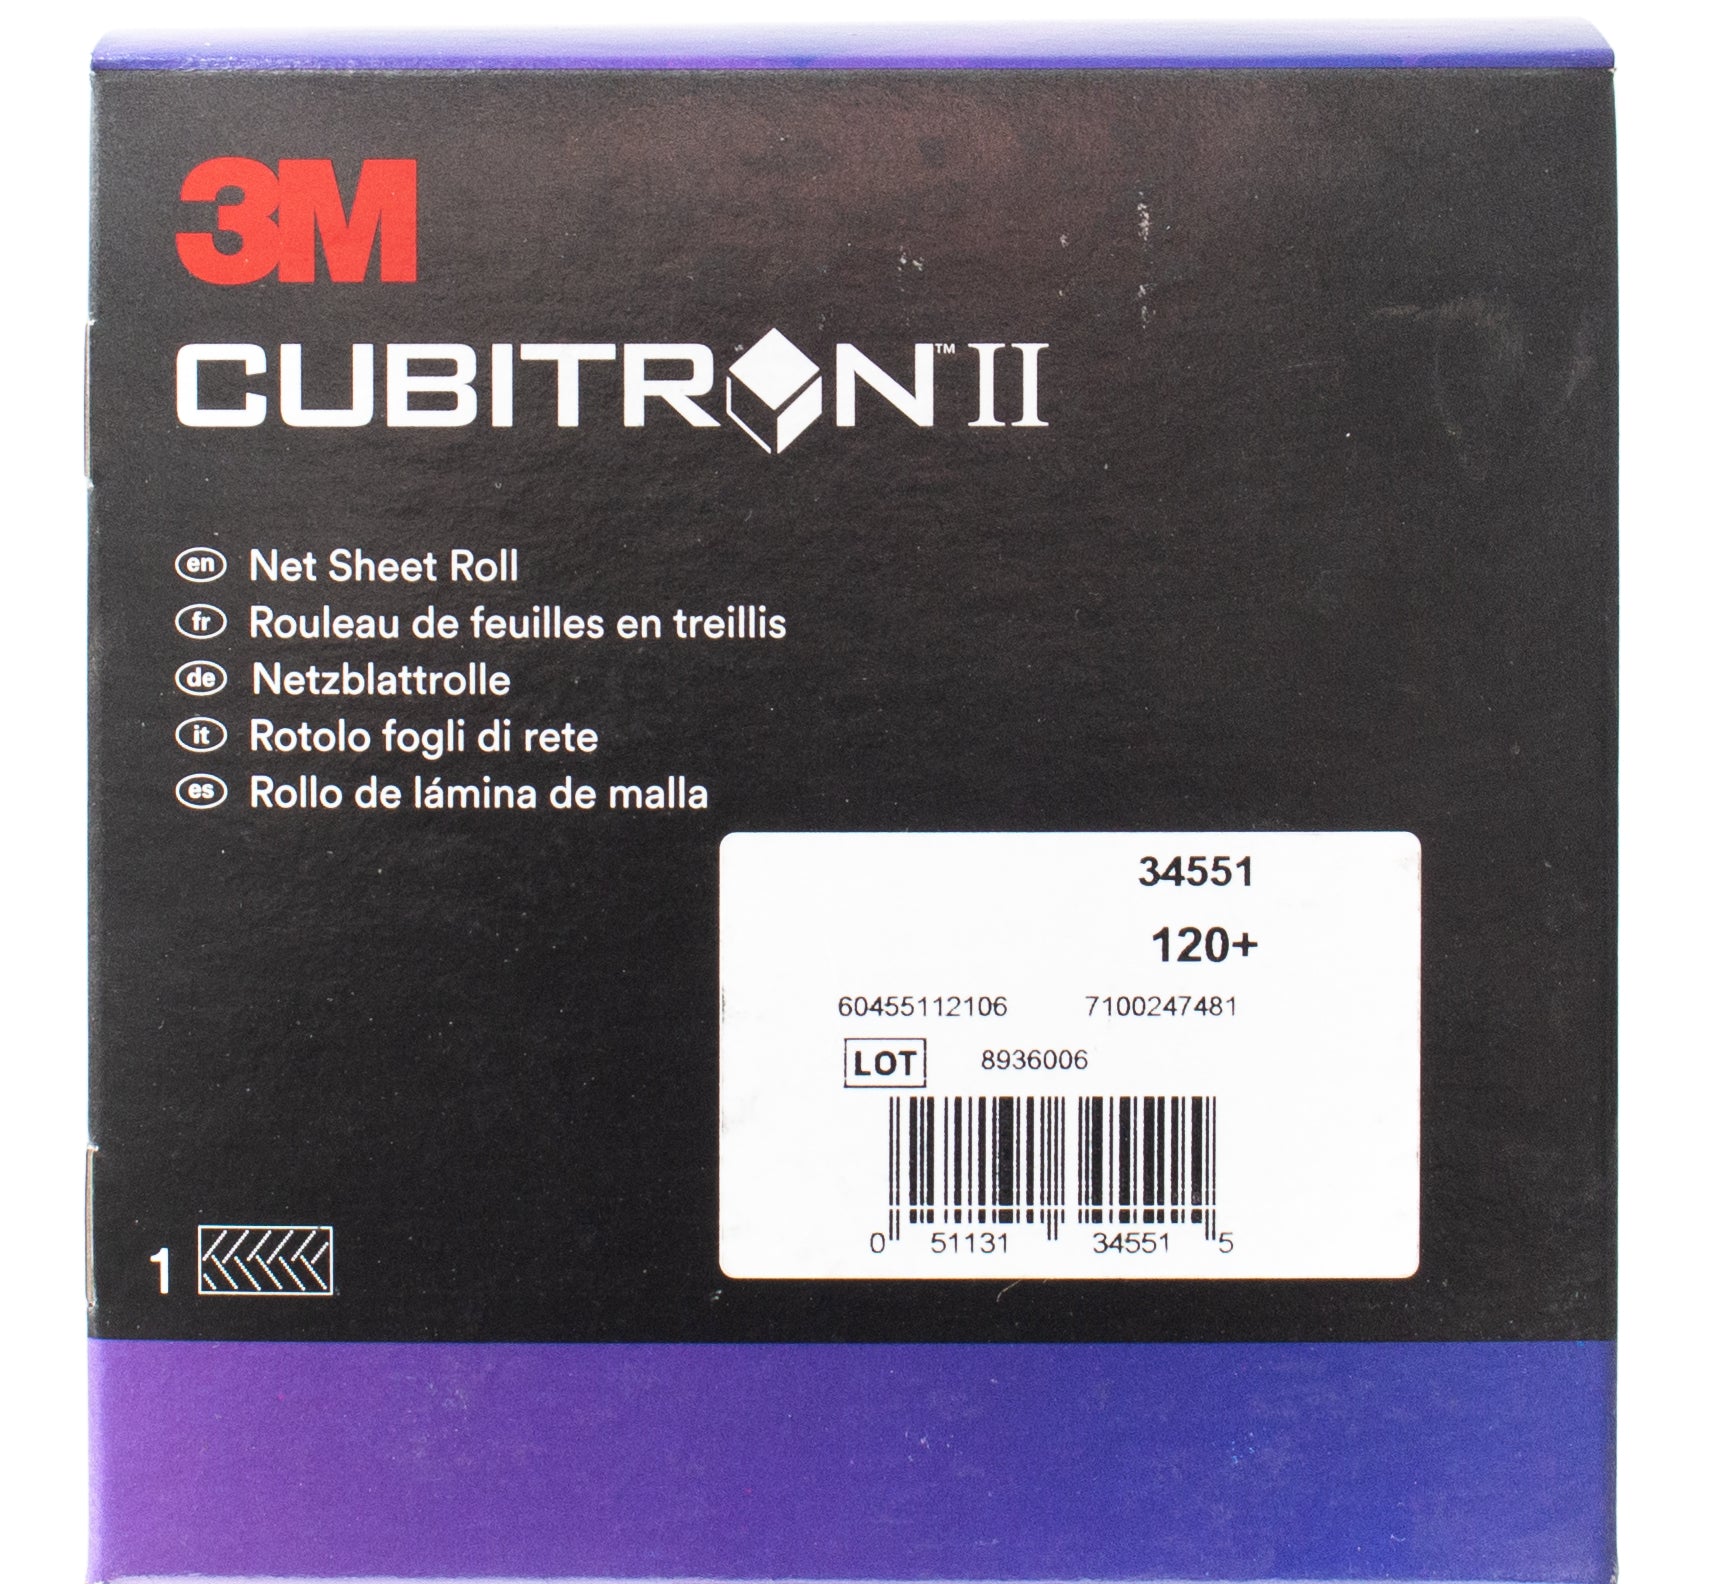 3M
CUBITRON™ II
en Net Sheet Roll
fr Rouleau de feuilles en treillis
de Netzblattrolle
it Rotolo fogli di rete
es Rollo de lámina de malla
34551
120+
60455112106 7100247481
LOT 8936006
0 51131 34551 5
1